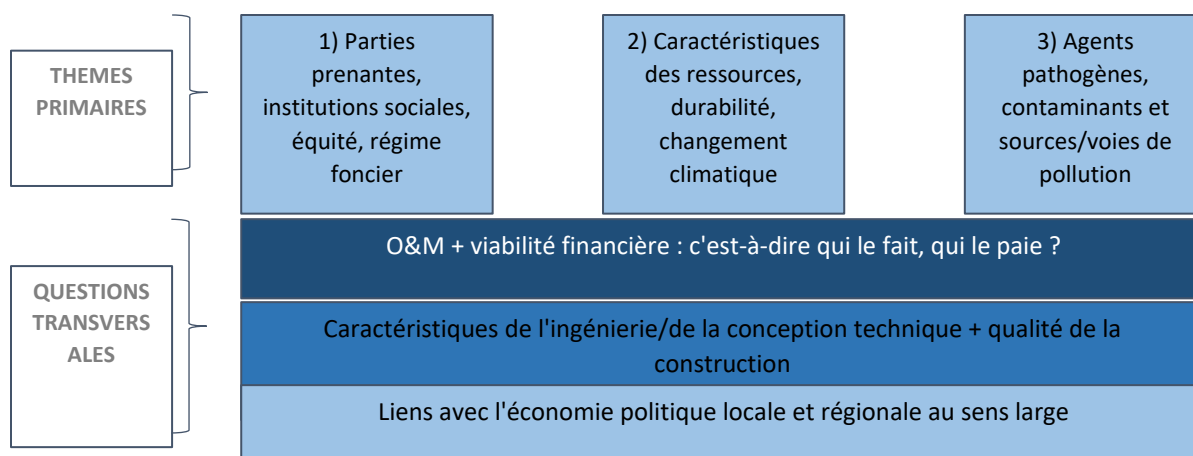 THEMES
PRIMAIRES
1) Parties
prenantes,
institutions sociales,
équité, régime
foncier
2) Caractéristiques
des ressources,
durabilité,
changement
climatique
3) Agents
pathogènes,
contaminants et
sources/voies de
pollution
QUESTIONS
TRANSVERS
ALES
O&M + viabilité financière : c'est-à-dire qui le fait, qui le paie ?
Caractéristiques de l'ingénierie/de la conception technique + qualité de la
construction
Liens avec l'économie politique locale et régionale au sens large